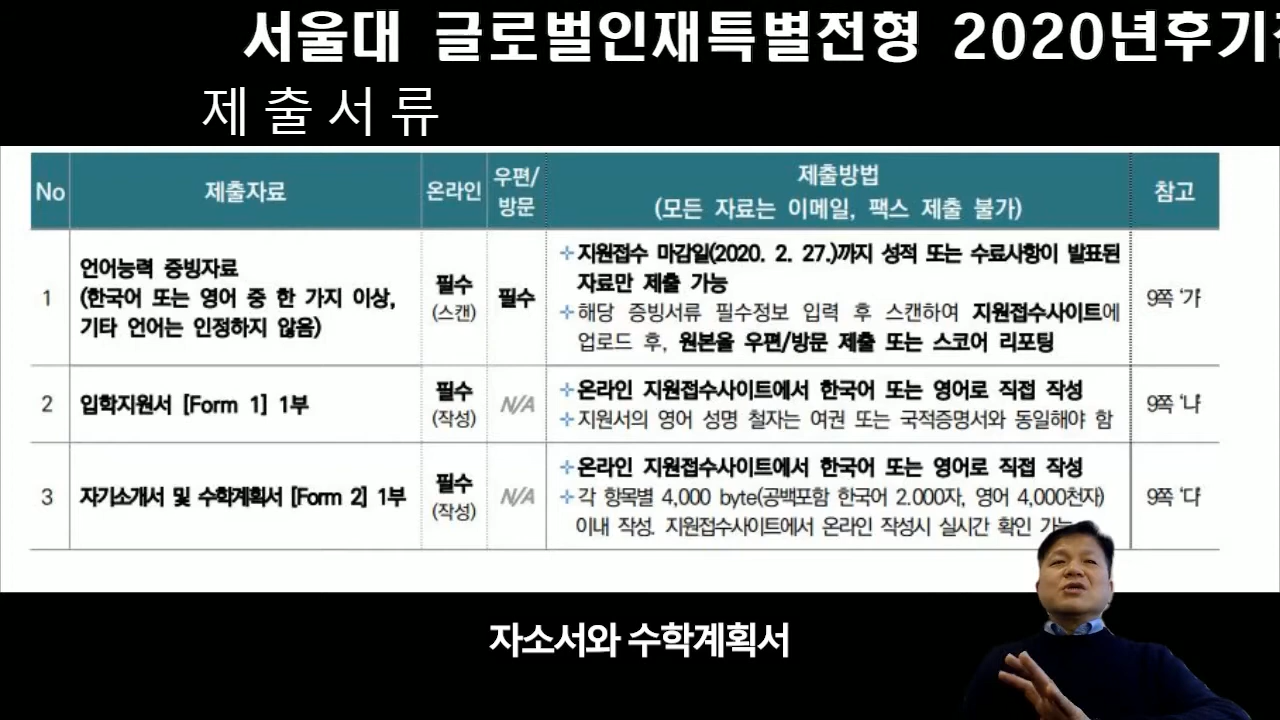 서울대 글로벌인재특별전형 2020년후기
제 출 서 류
No
제출자료
온라인
우편/
방문
제출방법
(모든 자료는 이메일, 팩스 제출 불가)
참고
1
언어능력 증빙자료
(한국어 또는 영어 중 한 가지 이상,
기타 언어는 인정하지 않음)
필수
(스캔)
필수
✢지원접수 마감일(2020. 2. 27.)까지 성적 또는 수료사항이 발표된
자료만 제출 가능
✢해당 증빙서류 필수정보 입력 후 스캔하여 지원접수사이트에
업로드 후, 원본을 우편/방문 제출 또는 스코어 리포팅
9쪽 '가'
2
입학지원서 [Form 1] 1부
필수
(작성)
N/A
✢온라인 지원접수사이트에서 한국어 또는 영어로 직접 작성
✢지원서의 영어 성명 철자는 여권 또는 국적증명서와 동일해야 함
9쪽 '나'
3
자기소개서 및 수학계획서 [Form 2] 1부
필수
(작성)
N/A
✢온라인 지원접수사이트에서 한국어 또는 영어로 직접 작성
✢각 항목별 4,000 byte(공백포함 한국어 2.000자, 영어 4,000천자)
이내 작성. 지원접수사이트에서 온라인 작성시 실시간 확인 가능
9쪽 '다'
자소서와 수학계획서